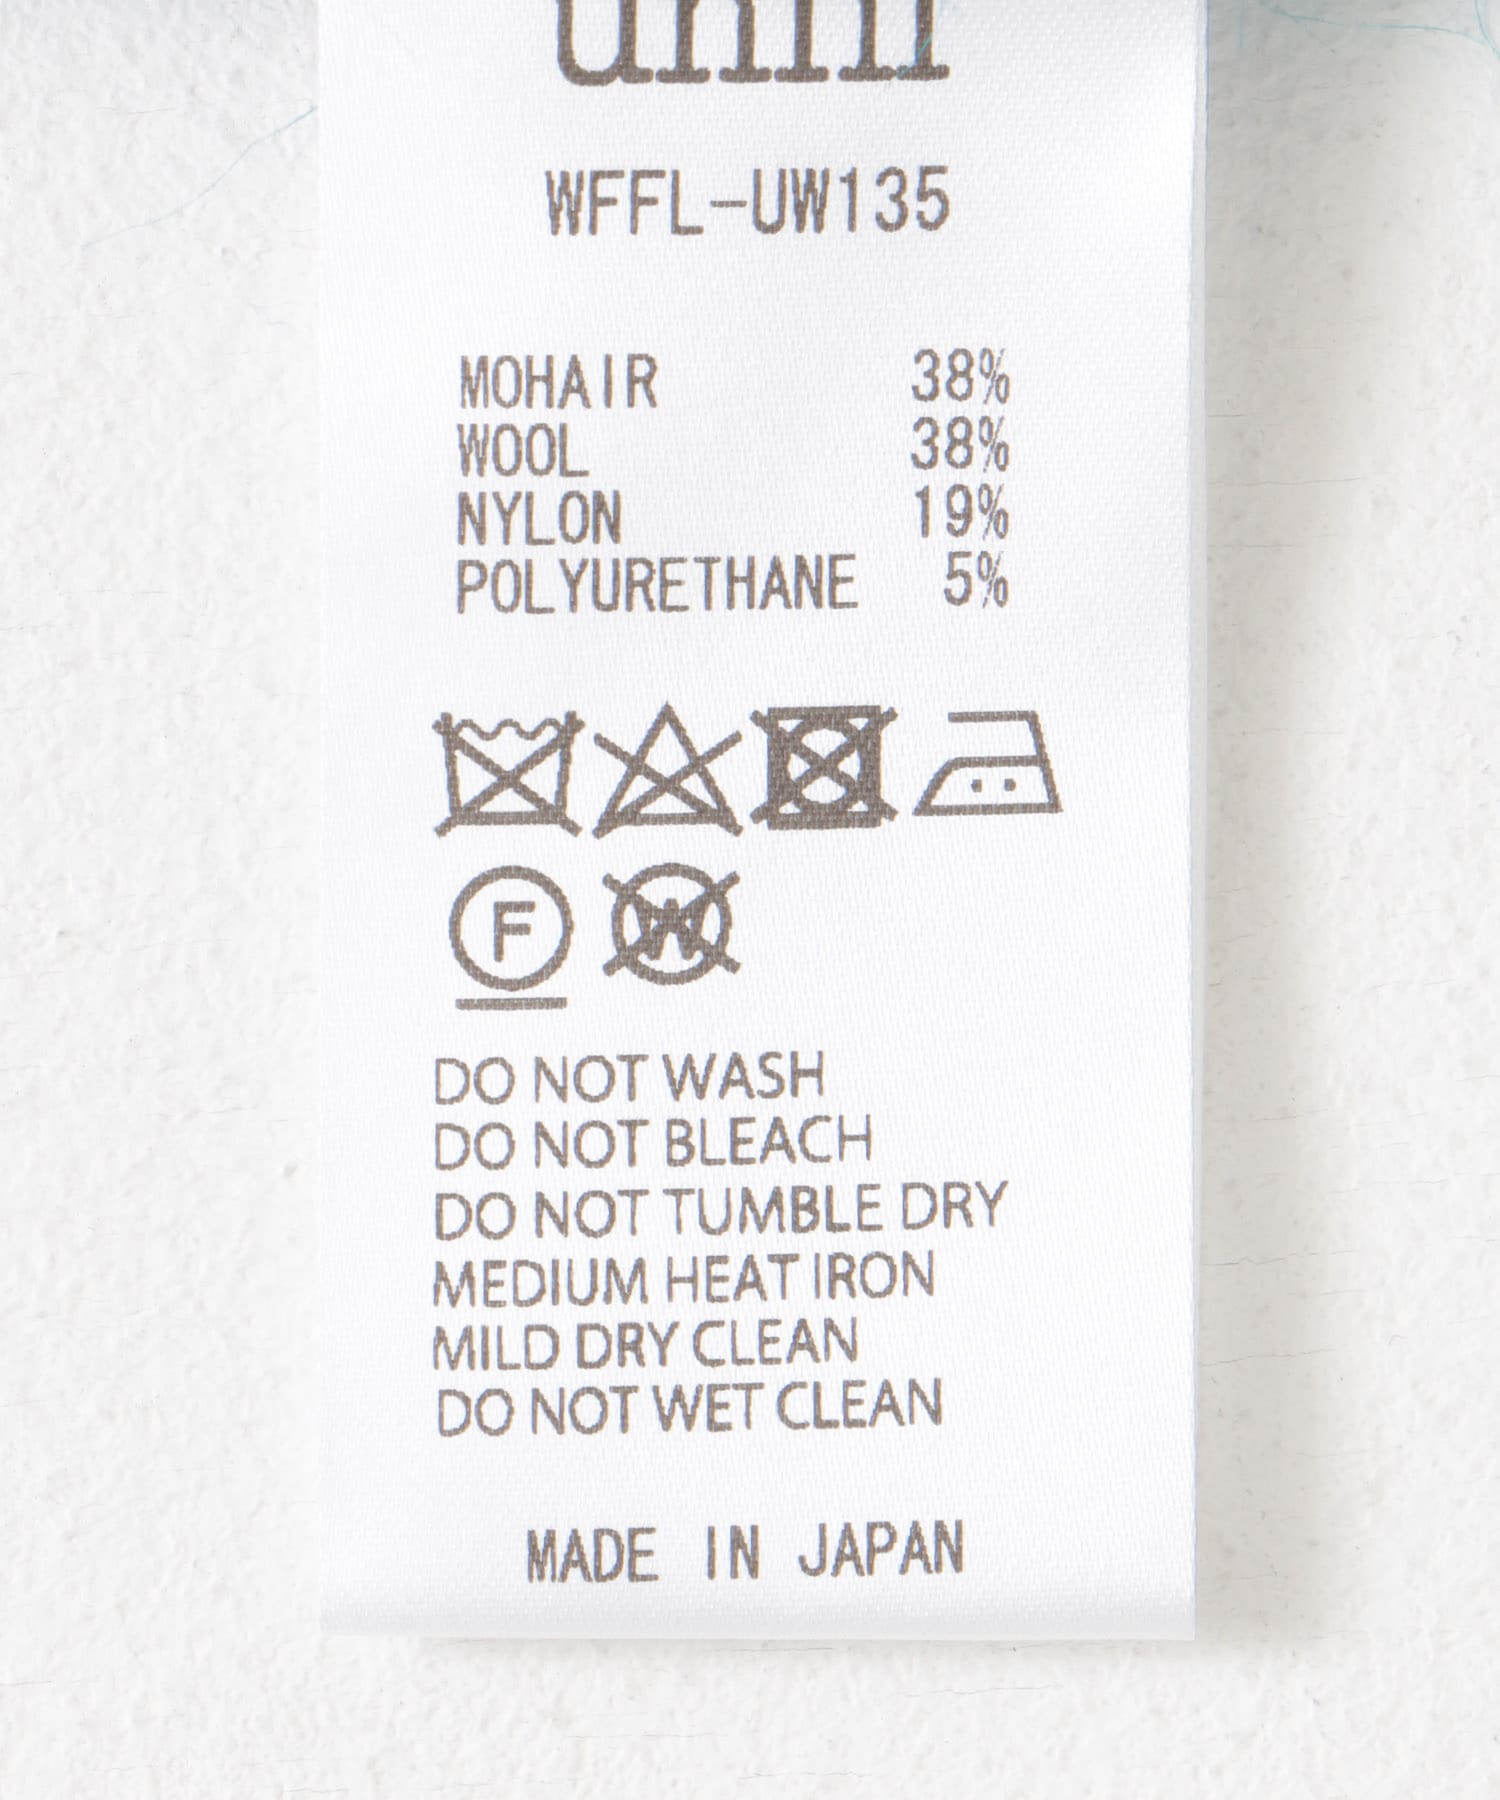 WFFL-UW135
MOHAIR 38%
WOOL 38%
NYLON 19%
POLYURETHANE 5%
F W
DO NOT WASH
DO NOT BLEACH
DO NOT TUMBLE DRY
MEDIUM HEAT IRON
MILD DRY CLEAN
DO NOT WET CLEAN
MADE IN JAPAN